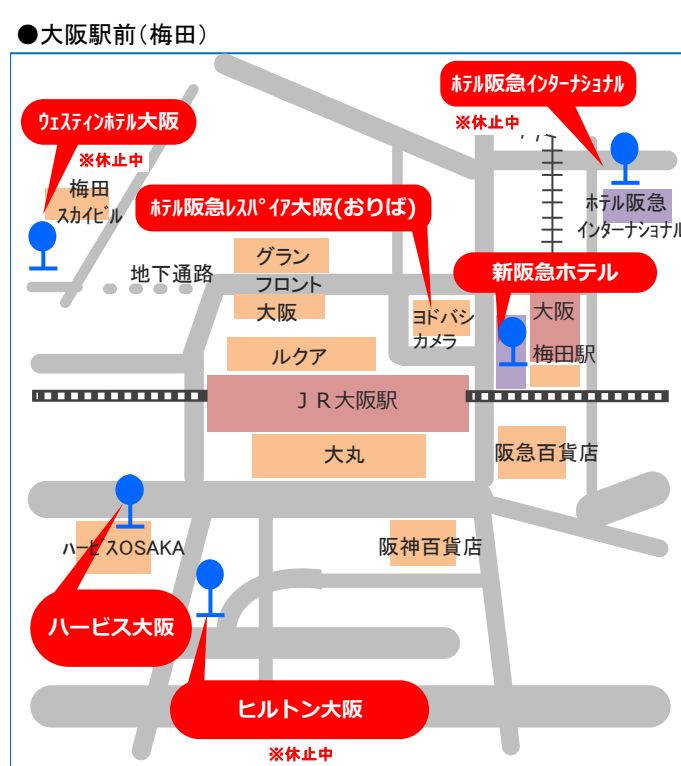 ●大阪駅前(梅田)
ホテル阪急インターナショナル
ウェスティンホテル大阪
※休止中
※休止中
梅田
スカイビル
ホテル阪急レスパイア大阪(おりば)
ホテル阪急
インターナショナル
グラン
フロント
大阪
地下通路
新阪急ホテル
ヨドバシ
カメラ
大阪
梅田駅
ルクア
ＪＲ大阪駅
大丸
阪急百貨店
ハービスOSAKA
阪神百貨店
ハービス大阪
ヒルトン大阪
※休止中